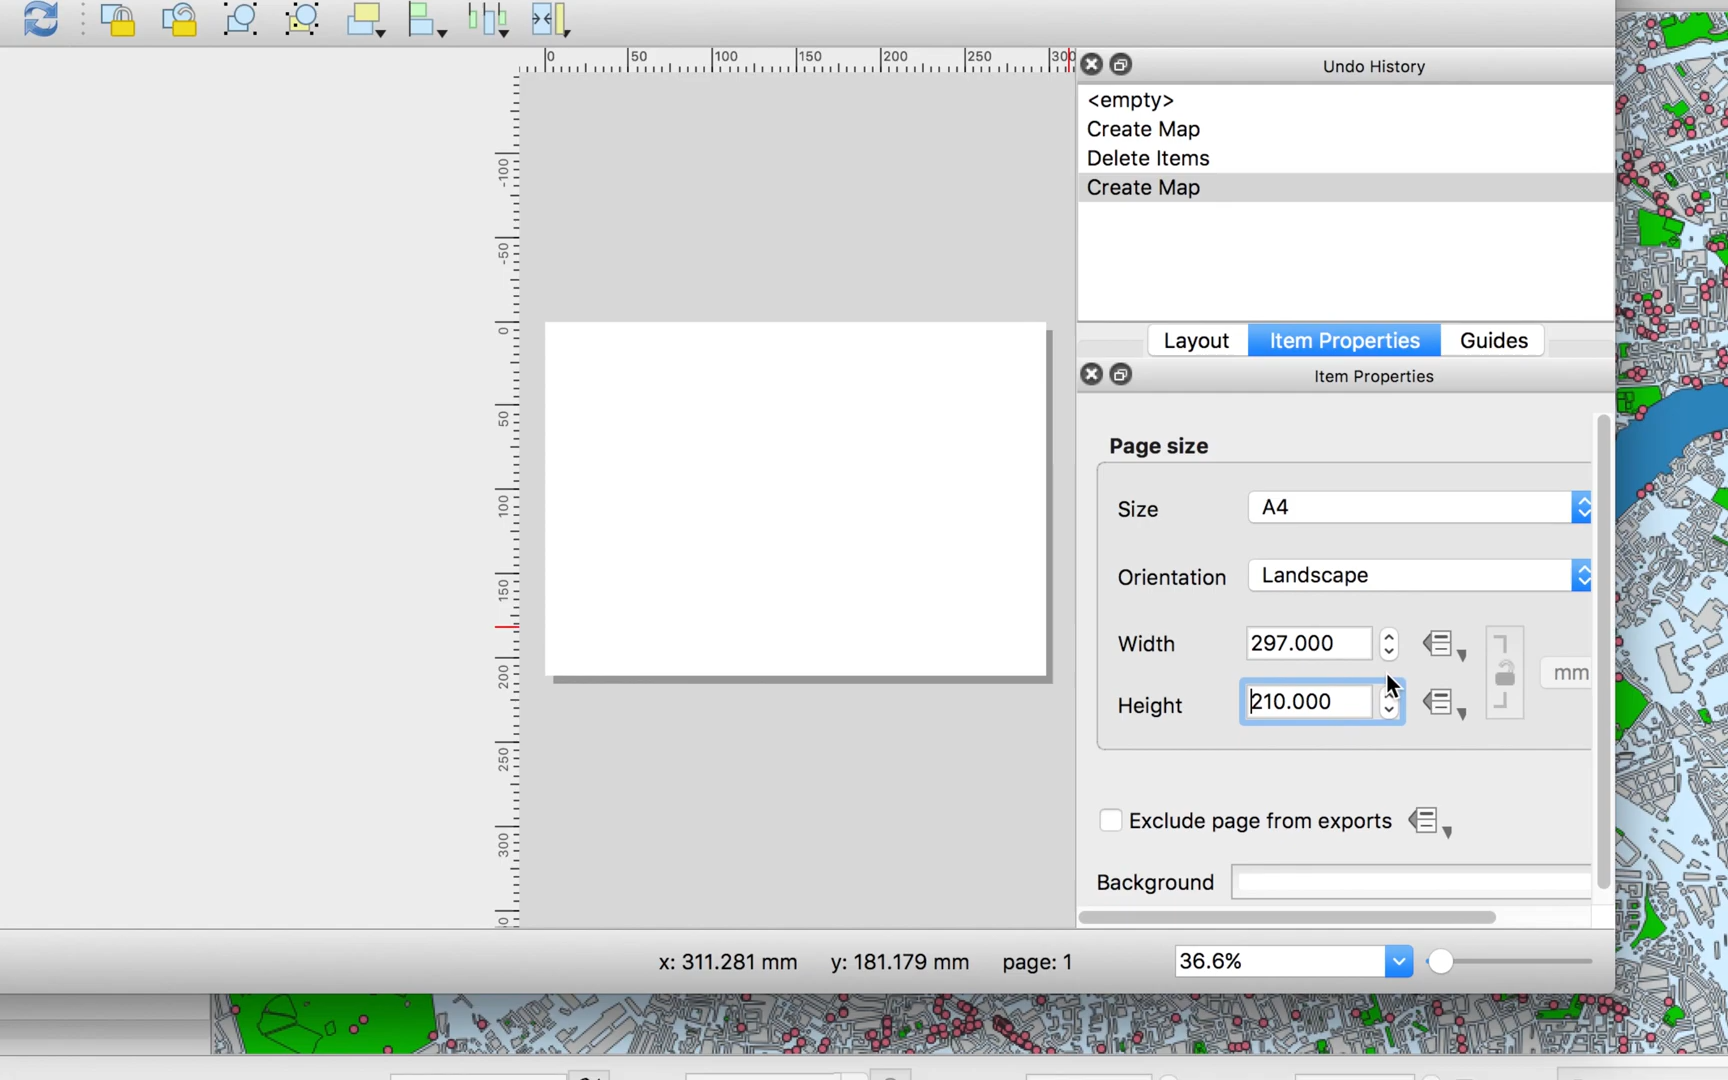 0 50 100 150 200 250 300
Undo History
<empty>
Create Map
Delete Items
Create Map
-100
-50
0
50
100
150
200
250
300
Layout Item Properties Guides
Item Properties
Page size
Size A4
Orientation Landscape
Width 297.000
mm
Height 210.000
Exclude page from exports
Background
x: 311.281 mm y: 181.179 mm page: 1 36.6%